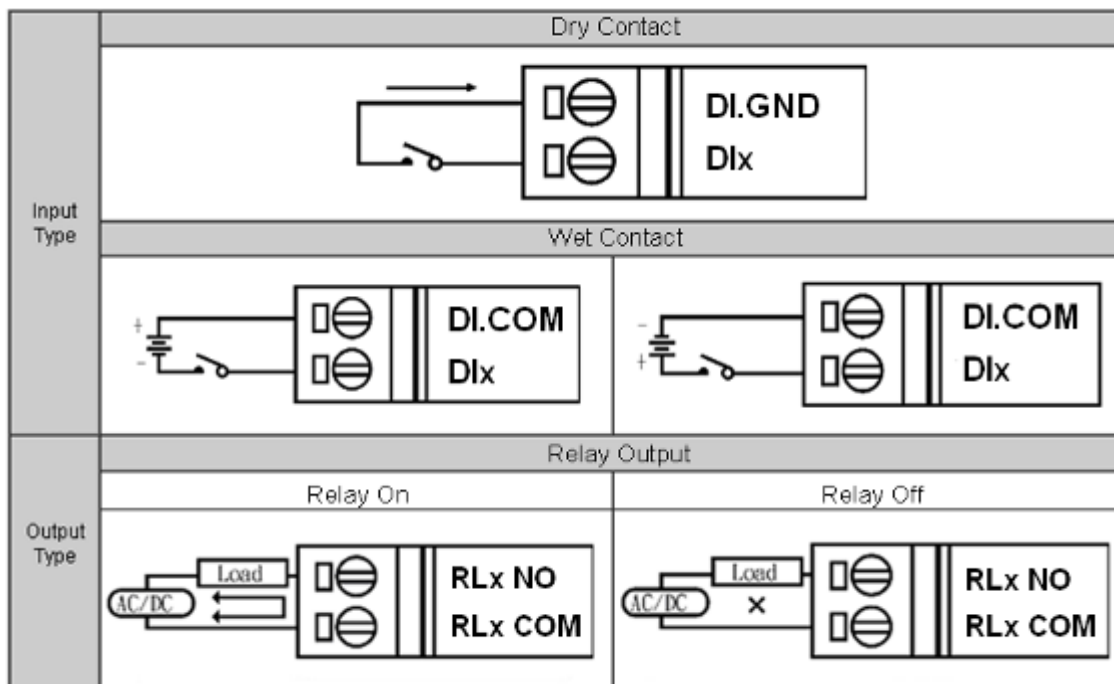 Dry Contact
DI.GND
DIx
Input
Type
Wet Contact
+
-
DI.COM
DIx
-
+
DI.COM
DIx
Relay Output
Relay On
Relay Off
Output
Type
Load
AC/DC
RLx NO
RLx COM
Load
AC/DC
×
RLx NO
RLx COM